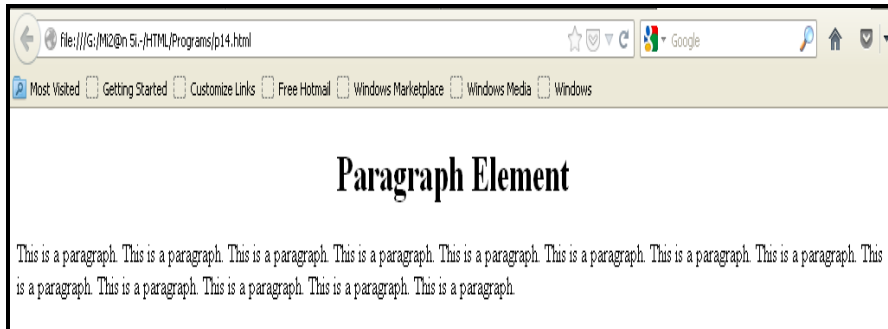 file:///G:/Mi2@n 5i.-/HTML/Programs/p14.html Google
Most Visited Getting Started Customize Links Free Hotmail Windows Marketplace Windows Media Windows
Paragraph Element
This is a paragraph. This is a paragraph. This is a paragraph. This is a paragraph. This is a paragraph. This is a paragraph. This is a paragraph. This is a paragraph. This
is a paragraph. This is a paragraph. This is a paragraph. This is a paragraph. This is a paragraph.